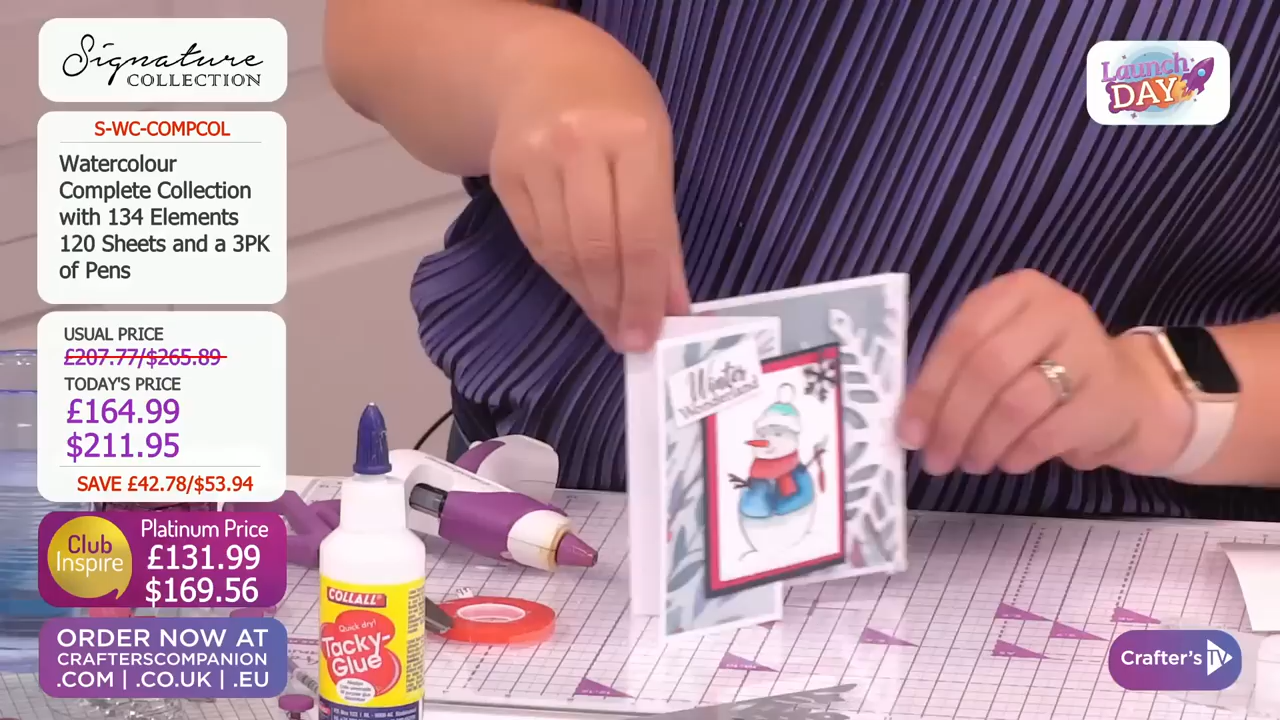 Signature
COLLECTION
S-WC-COMPCOL
Watercolour
Complete Collection
with 134 Elements
120 Sheets and a 3PK
of Pens
USUAL PRICE
£207.77/$265.89
TODAY'S PRICE
£164.99
$211.95
SAVE £42.78/$53.94
Club
Inspire
Platinum Price
£131.99
$169.56
ORDER NOW AT
CRAFTERSCOMPANION
.COM | .CO.UK | .EU
Launch
DAY
Winter
Wonderland
COLLALL
Quick dry!
Tacky-
Glue
Crafter's TV